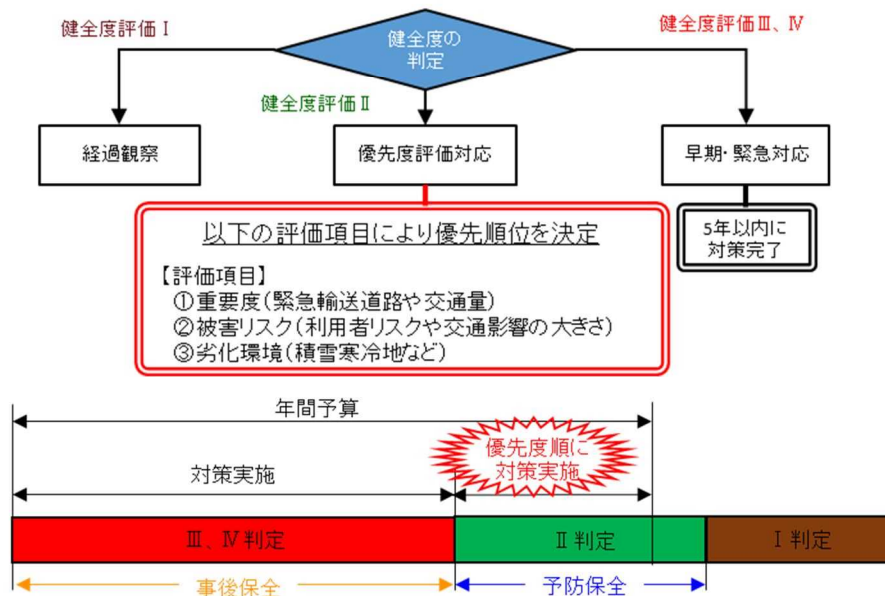 健全度評価Ⅰ
健全度の
判定
健全度評価Ⅲ、Ⅳ
健全度評価Ⅱ
経過観察
優先度評価対応
早期・緊急対応
以下の評価項目により優先順位を決定
【評価項目】
①重要度(緊急輸送道路や交通量)
②被害リスク(利用者リスクや交通影響の大きさ)
③劣化環境(積雪寒冷地など)
5年以内に
対策完了
年間予算
対策実施
優先度順に
対策実施
Ⅲ、Ⅳ判定
Ⅱ判定
Ⅰ判定
事後保全
予防保全